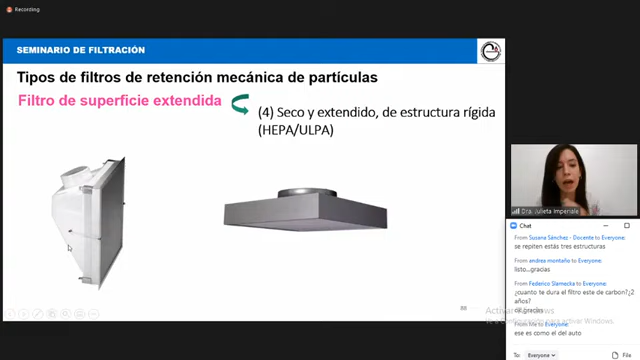 Recording
SEMINARIO DE FILTRACIÓN
Tipos de filtros de retención mecánica de partículas
Filtro de superficie extendida
(4) Seco y extendido, de estructura rígida
(HEPA/ULPA)
88
Dra. Julieta Imperiale
Chat
From Susana Sánchez - Docente to Everyone:
se repiten estás tres estructuras
From andrea montaño to Everyone:
listo...gracias
From Federico Slamecka to Everyone:
¿cuanto te dura el filtro este de carbon?¿2
años?
ok gracias
From Me to Everyone:
ese es como el del auto
To: Everyone
File